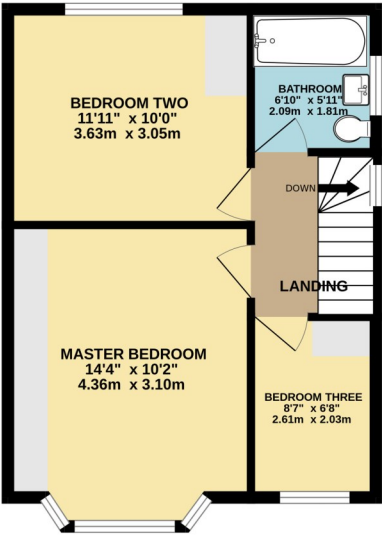 BEDROOM TWO
11'11" x 10'0"
3.63m x 3.05m
BATHROOM
6'10" x 5'11"
2.09m x 1.81m
DOWN
LANDING
MASTER BEDROOM
14'4" x 10'2"
4.36m x 3.10m
BEDROOM THREE
8'7" x 6'8"
2.61m x 2.03m